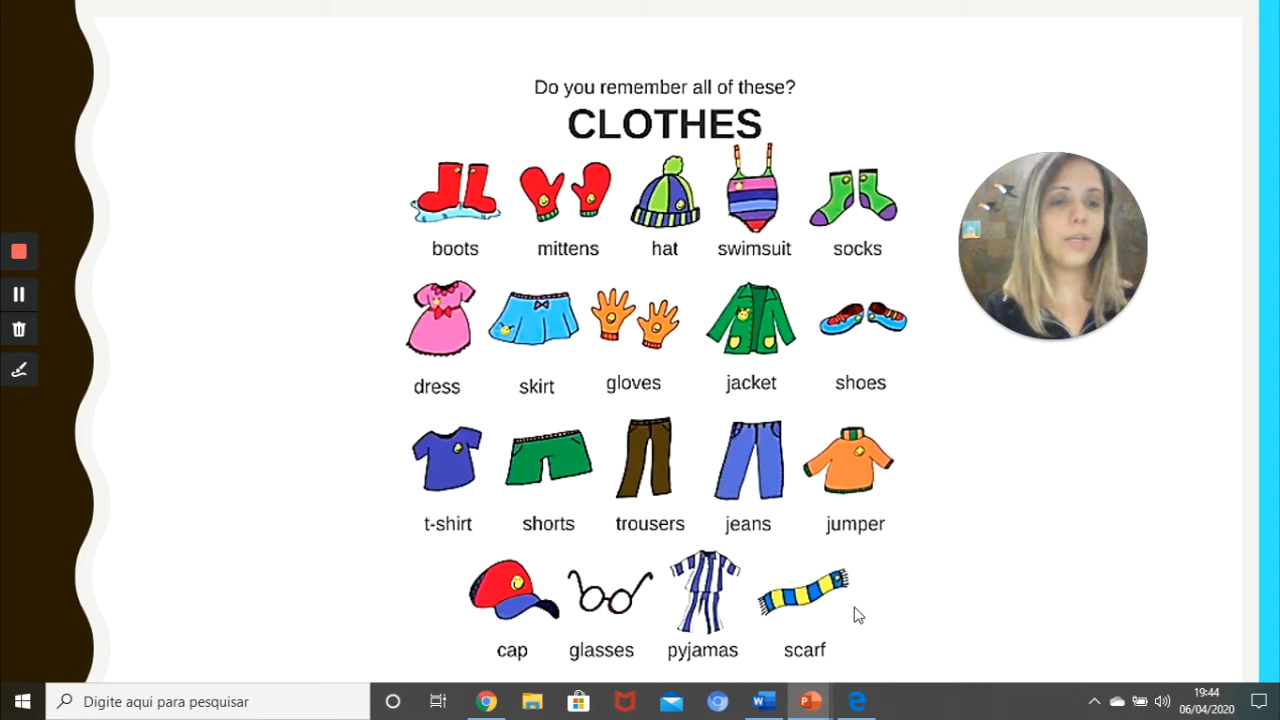 Do you remember all of these?
CLOTHES
boots mittens hat swimsuit socks
dress skirt gloves jacket shoes
t-shirt shorts trousers jeans jumper
cap glasses pyjamas scarf
Digite aqui para pesquisar
19:44
06/04/2020